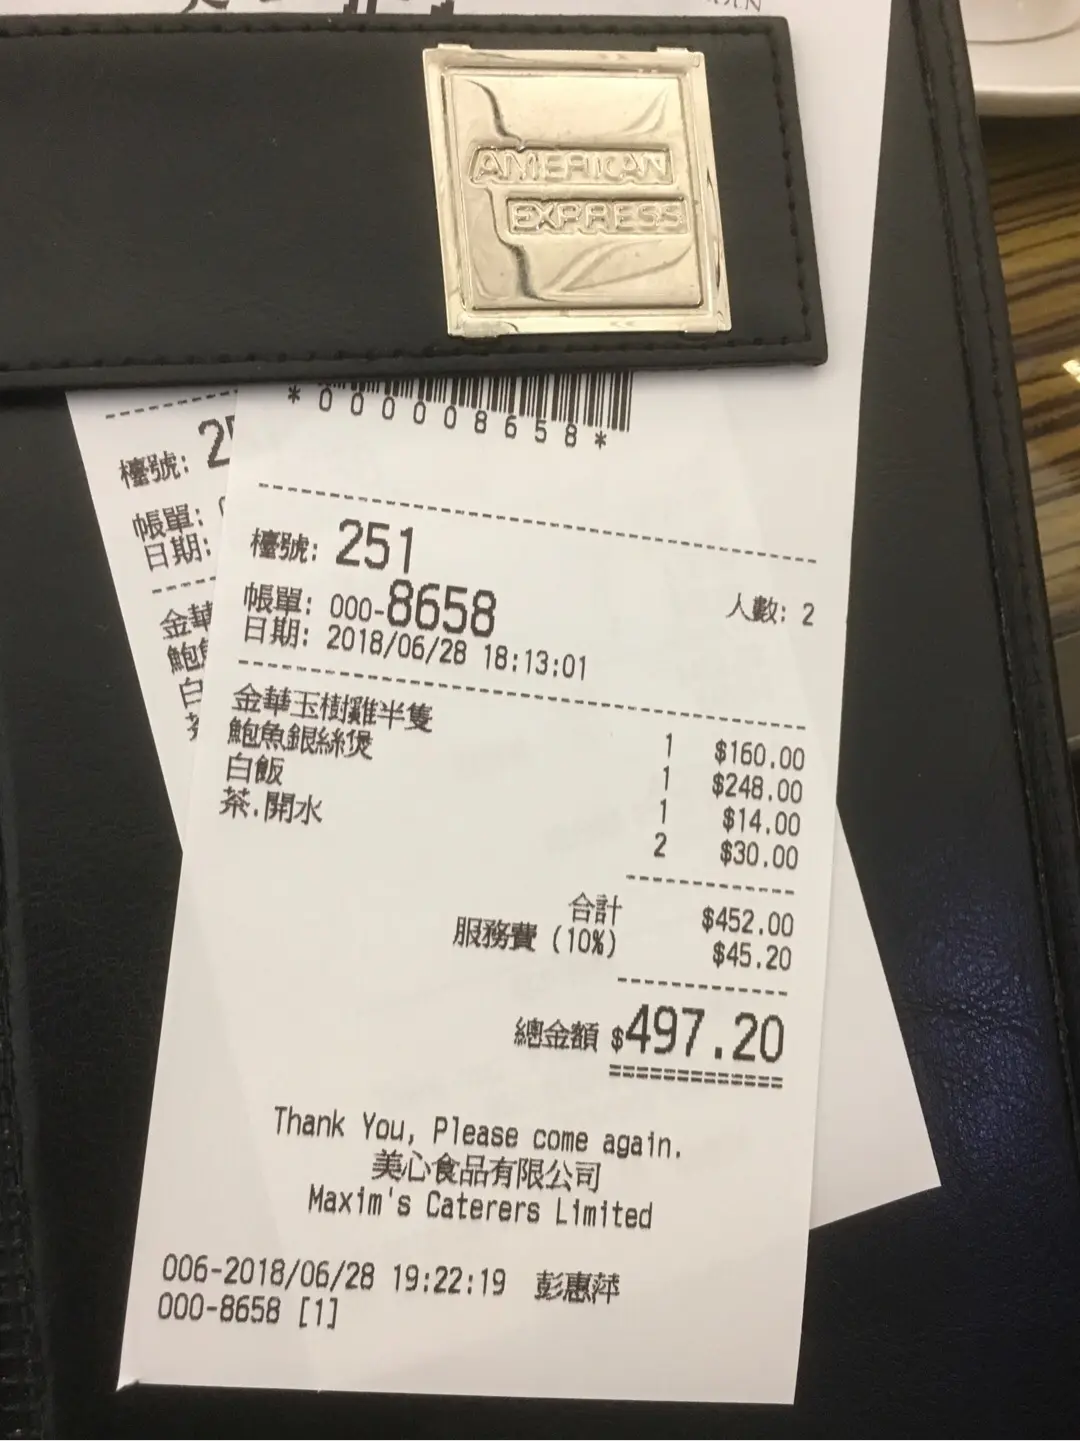 AMERICAN
EXPRESS
*000008658*
檯號: 2
帳單:
日期:
金華
鮑魚
白
茶
檯號: 251
帳單: 000-8658 人數: 2
日期: 2018/06/28 18:13:01
金華玉樹雞半隻 1 $160.00
鮑魚銀絲煲 1 $248.00
白飯 1 $14.00
茶.開水 2 $30.00
合計 $452.00
服務費 (10%) $45.20
總金額 $497.20
Thank You, Please come again.
美心食品有限公司
Maxim's Caterers Limited
006-2018/06/28 19:22:19 彭惠萍
000-8658 [1]